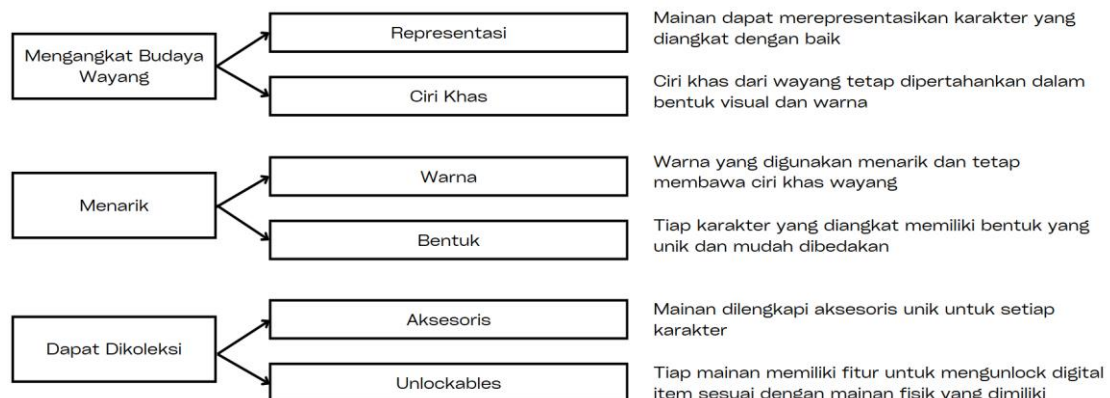 Mengangkat Budaya
Wayang
Representasi
Mainan dapat merepresentasikan karakter yang
diangkat dengan baik
Ciri Khas
Ciri khas dari wayang tetap dipertahankan dalam
bentuk visual dan warna
Menarik
Warna
Warna yang digunakan menarik dan tetap
membawa ciri khas wayang
Bentuk
Tiap karakter yang diangkat memiliki bentuk yang
unik dan mudah dibedakan
Dapat Dikoleksi
Aksesoris
Mainan dilengkapi aksesoris unik untuk setiap
karakter
Unlockables
Tiap mainan memiliki fitur untuk mengunlock digital
item sesuai dengan mainan fisik yang dimiliki